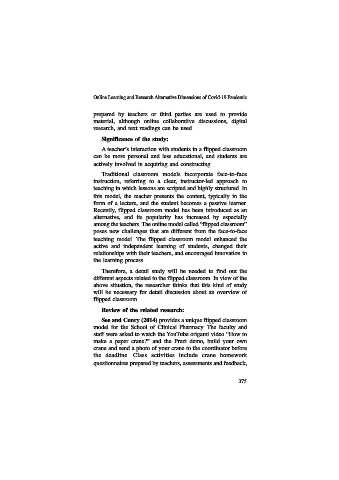 Online Learning and Research Alternative Dimensions of Covid-19 Pandemic
prepared by teachers or third parties are used to provide
material, although online collaborative discussions, digital
research, and text readings can be used
Significance of the study:
A teacher's interaction with students in a flipped classroom
can be more personal and less educational, and students are
actively involved in acquiring and constructing
Traditional classroom models incorporate face-to-face
instruction, referring to a clear, instructor-led approach to
teaching in which lessons are scripted and highly structured In
this model, the teacher presents the content, typically in the
form of a lecture, and the student becomes a passive learner
Recently, flipped classroom model has been introduced as an
alternative, and its popularity has increased by especially
among the teachers The online model called "flipped classroom"
poses new challenges that are different from the face-to-face
teaching model The flipped classroom model enhanced the
active and independent learning of students, changed their
relationships with their teachers, and encouraged innovation in
the learning process
Therefore, a detail study will be needed to find out the
different aspects related to the flipped classroom In view of the
above situation, the researcher thinks that this kind of study
will be necessary for detail discussion about an overview of
flipped classroom
Review of the related research:
See and Conry (2014) provides a unique flipped classroom
model for the School of Clinical Pharmacy The faculty and
staff were asked to watch the YouTube origami video "How to
make a paper crane?" and the Prezi demo, build your own
crane and send a photo of your crane to the coordinator before
the deadline Class activities include crane homework
questionnaires prepared by teachers, assessments and feedback,
375